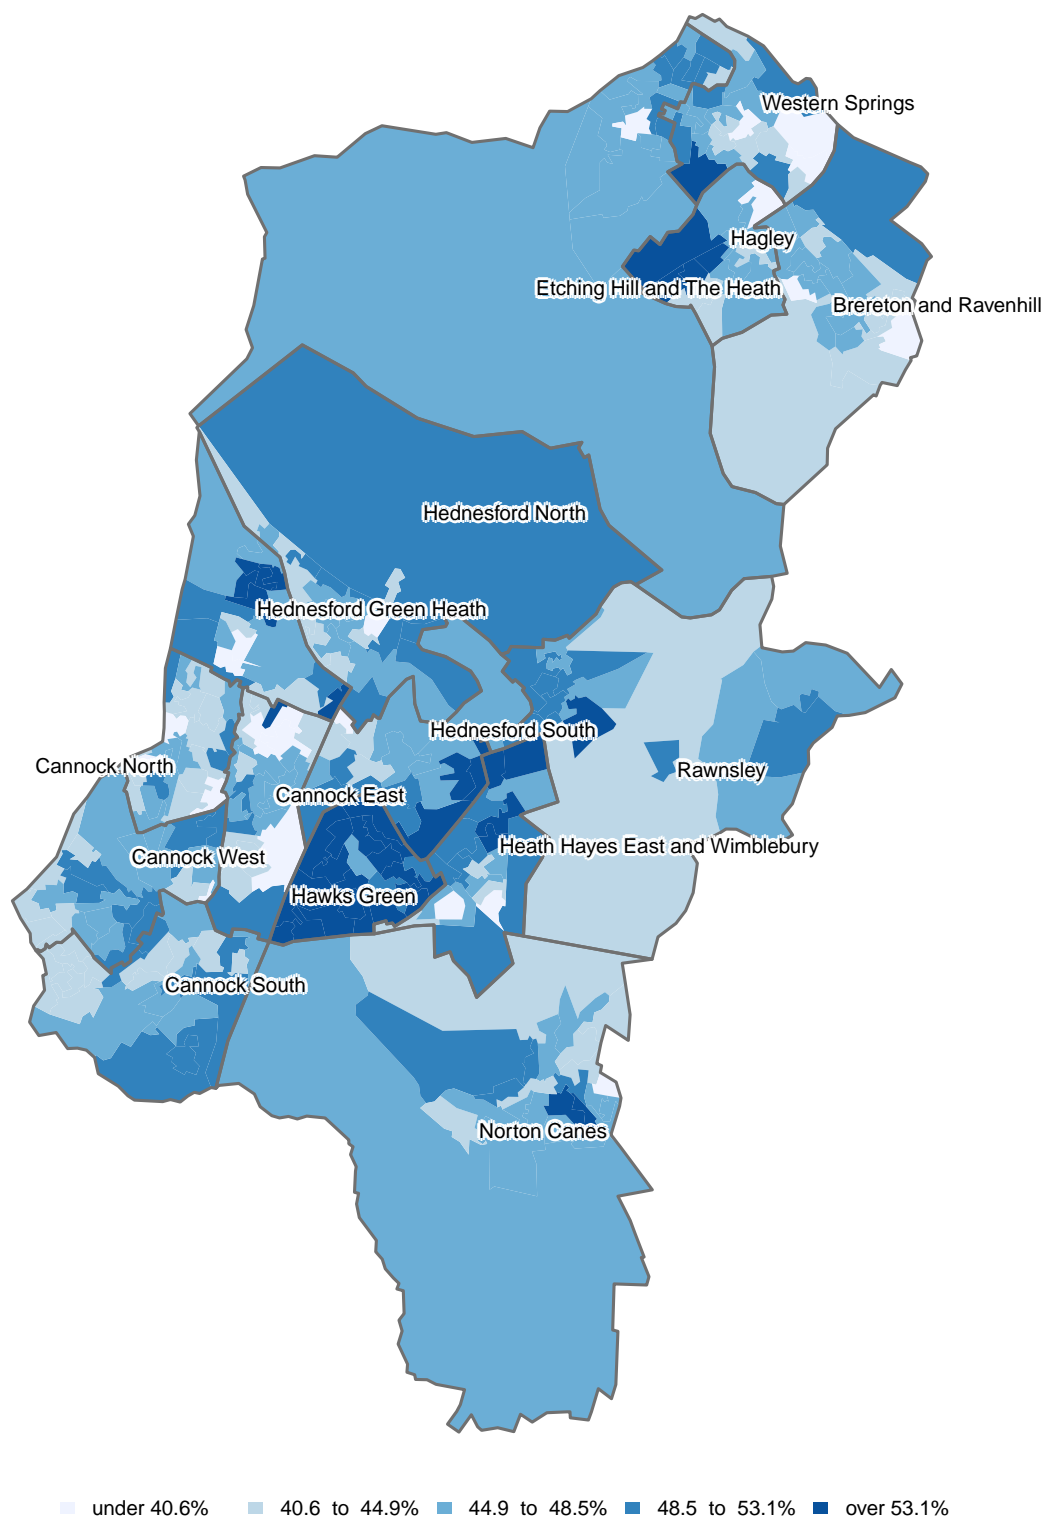 Western Springs
Hagley
Etching Hill and The Heath
Brereton and Ravenhill
Hednesford North
Hednesford Green Heath
Hednesford South
Cannock North
Rawnsley
Cannock East
Heath Hayes East and Wimblebury
Cannock West
Hawks Green
Cannock South
Norton Canes
under 40.6% 40.6 to 44.9% 44.9 to 48.5% 48.5 to 53.1% over 53.1%